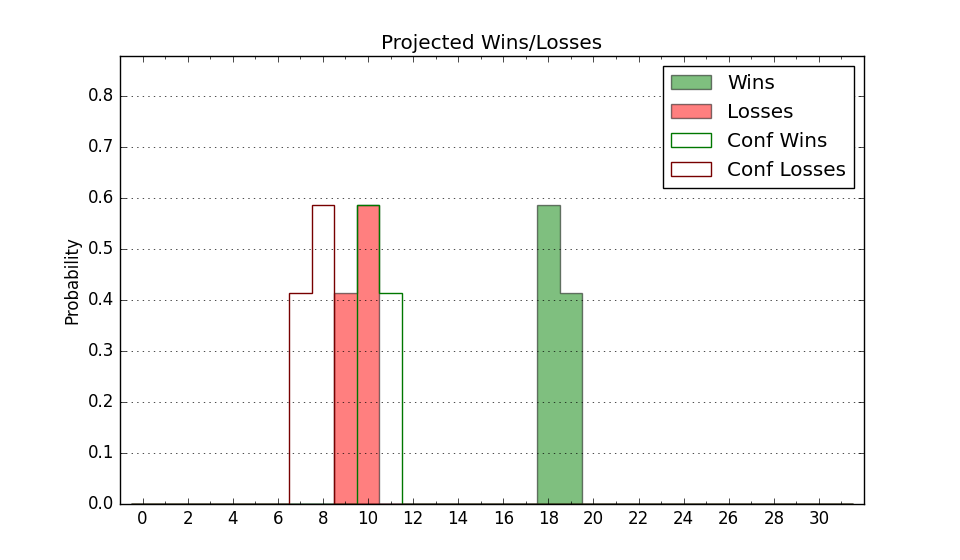 Projected Wins/Losses
Wins
Losses
Conf Wins
Conf Losses
Probability
0.8
0.7
0.6
0.5
0.4
0.3
0.2
0.1
0.0
0 2 4 6 8 10 12 14 16 18 20 22 24 26 28 30